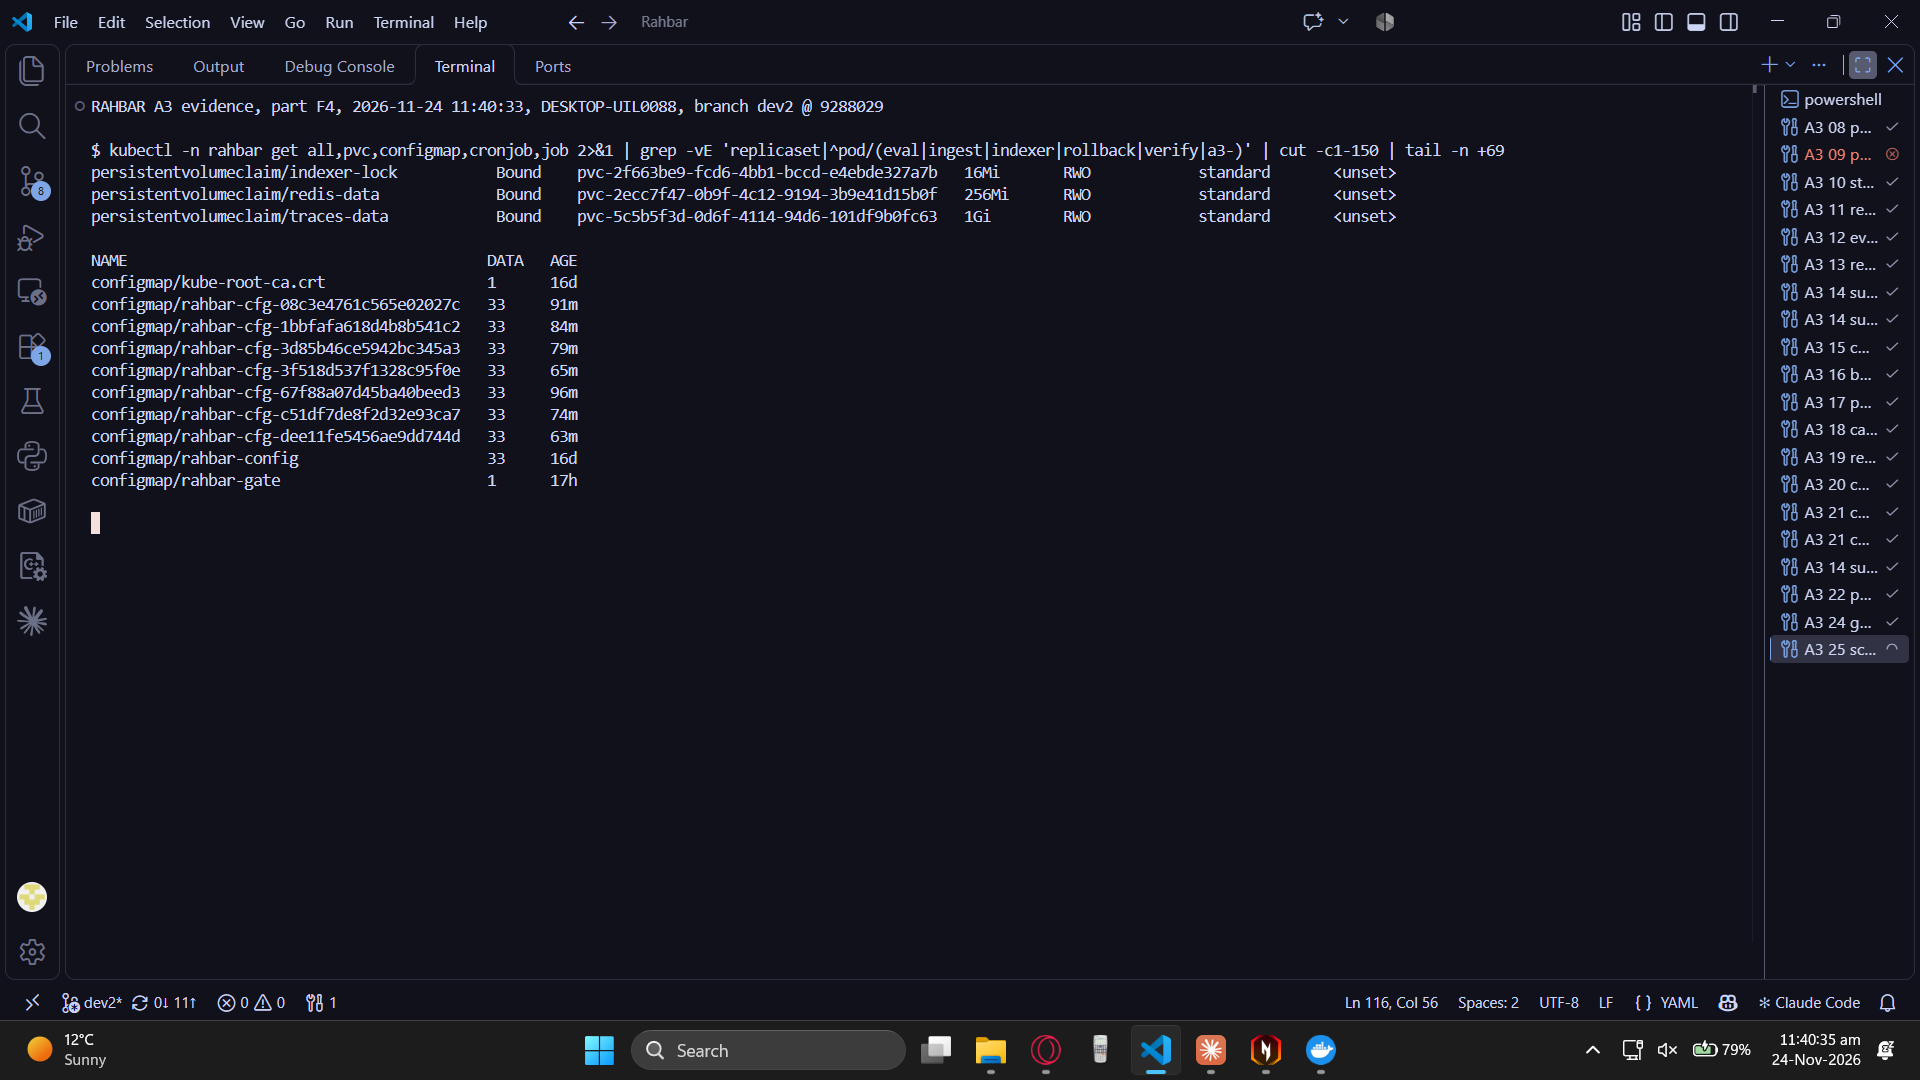 File Edit Selection View Go Run Terminal Help
Rahbar
Problems Output Debug Console Terminal Ports
RAHBAR A3 evidence, part F4, 2026-11-24 11:40:33, DESKTOP-UIL0088, branch dev2 @ 9288029
$ kubectl -n rahbar get all,pvc,configmap,cronjob,job 2>&1 | grep -vE 'replicaset|^pod/(eval|ingest|indexer|rollback|verify|a3-)' | cut -c1-150 | tail -n +69
persistentvolumeclaim/indexer-lock Bound pvc-2f663be9-fcd6-4bb1-bccd-e4ebde327a7b 16Mi RWO standard <unset>
persistentvolumeclaim/redis-data Bound pvc-2ecc7f47-0b9f-4c12-9194-3b9e41d15b0f 256Mi RWO standard <unset>
persistentvolumeclaim/traces-data Bound pvc-5c5b5f3d-0d6f-4114-94d6-101df9b0fc63 1Gi RWO standard <unset>
NAME DATA AGE
configmap/kube-root-ca.crt 1 16d
configmap/rahbar-cfg-08c3e4761c565e02027c 33 91m
configmap/rahbar-cfg-1bbfafa618d4b8b541c2 33 84m
configmap/rahbar-cfg-3d85b46ce5942bc345a3 33 79m
configmap/rahbar-cfg-3f518d537f1328c95f0e 33 65m
configmap/rahbar-cfg-67f88a07d45ba40beed3 33 96m
configmap/rahbar-cfg-c51df7de8f2d32e93ca7 33 74m
configmap/rahbar-cfg-dee11fe5456ae9dd744d 33 63m
configmap/rahbar-config 33 16d
configmap/rahbar-gate 1 17h
powershell
A3 08 p...
A3 09 p...
A3 10 st...
A3 11 re...
A3 12 ev...
A3 13 re...
A3 14 su...
A3 14 su...
A3 15 c...
A3 16 b...
A3 17 p...
A3 18 ca...
A3 19 re...
A3 20 c...
A3 21 c...
A3 21 c...
A3 14 su...
A3 22 p...
A3 24 g...
A3 25 sc...
8
1
dev2* 0↓ 11↑ 0 0 1
Ln 116, Col 56 Spaces: 2 UTF-8 LF { } YAML Claude Code
12°C
Sunny
Search
79%
11:40:35 am
24-Nov-2026